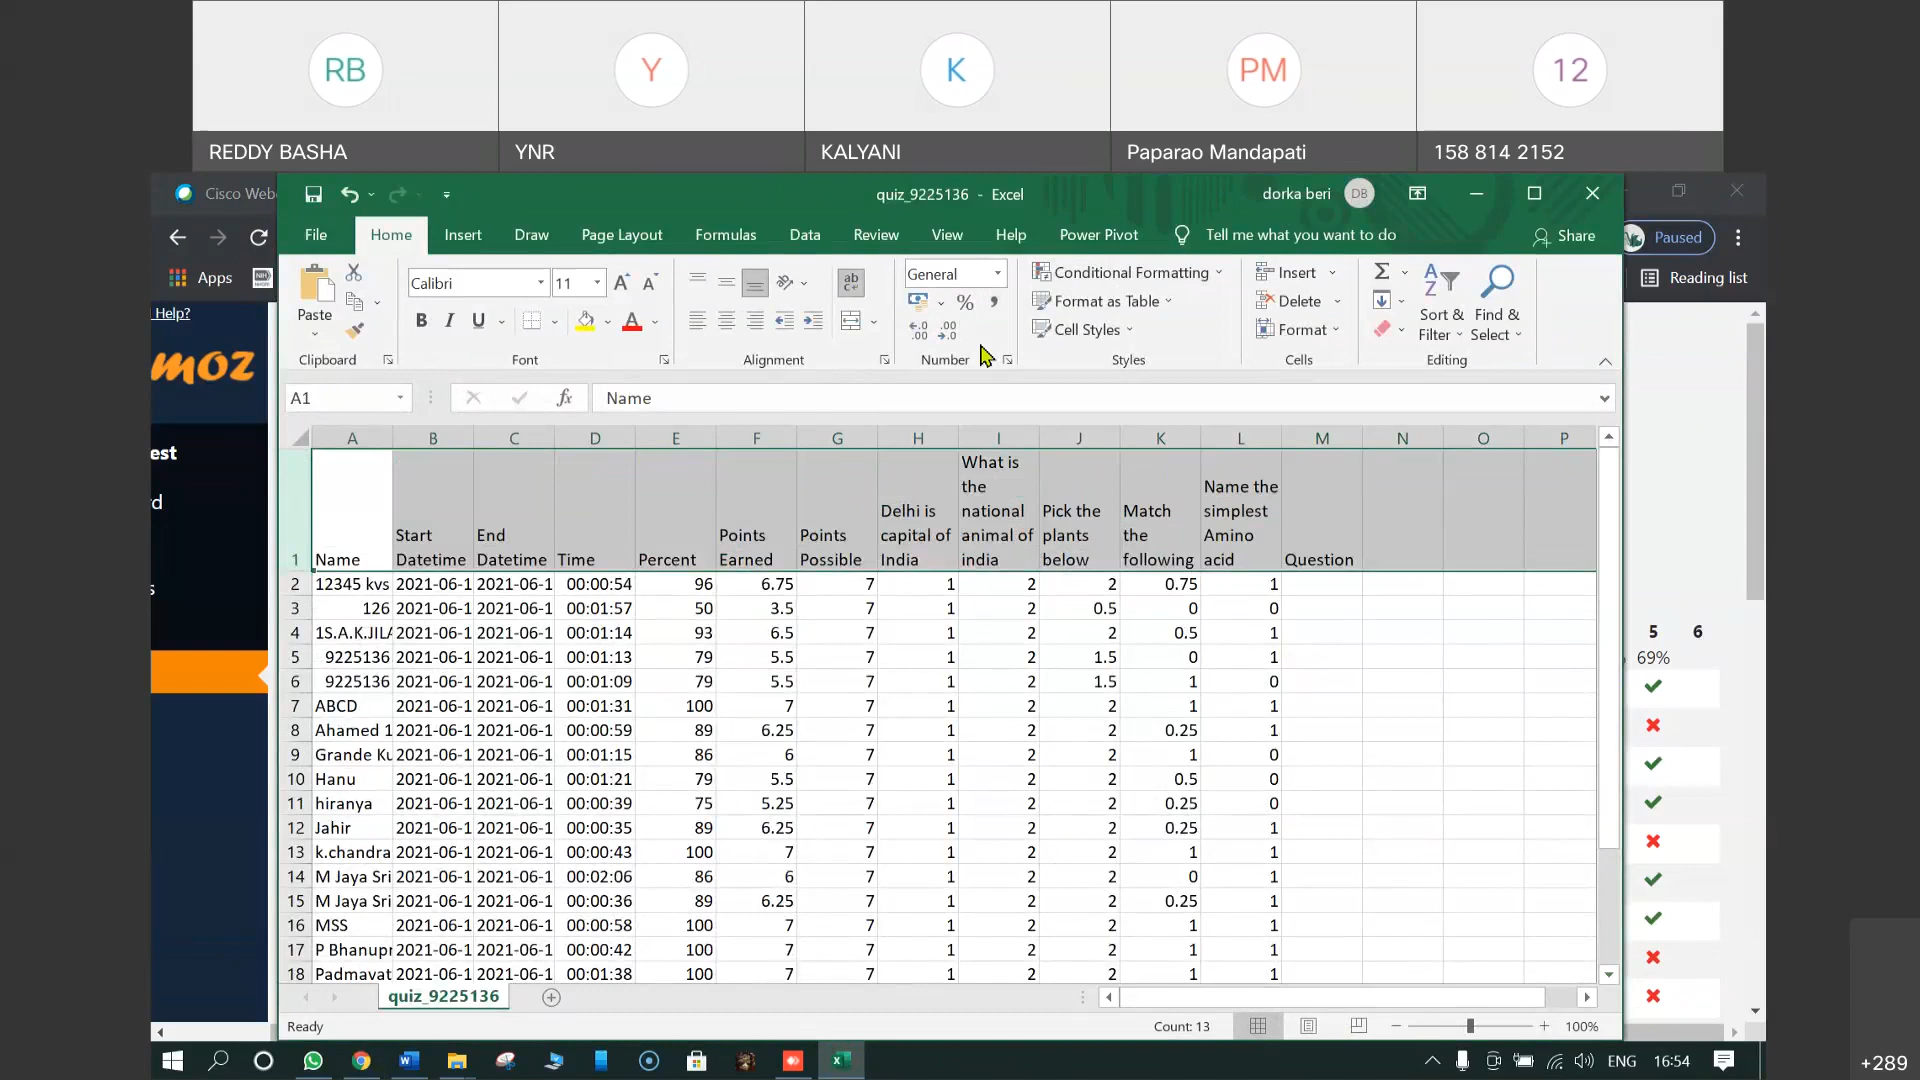 RB Y K PM 12
REDDY BASHA YNR KALYANI Paparao Mandapati 158 814 2152
Cisco Web
quiz_9225136 - Excel dorka beri DB
File Home Insert Draw Page Layout Formulas Data Review View Help Power Pivot Tell me what you want to do Share Paused
Apps Reading list
Paste Calibri 11 General Conditional Formatting Insert
Format as Table Delete Sort & Find &
B I U % Cell Styles Format Filter Select
Clipboard Font Alignment Number Styles Cells Editing
Help?
moz
est
A1 fx Name
A B C D E F G H I J K L M N O P
1 Name Start Datetime End Datetime Time Percent Points Earned Points Possible Delhi is capital of India What is the national animal of india Pick the plants below Match the following Name the simplest Amino acid Question
2 12345 kvs 2021-06-1 2021-06-1 00:00:54 96 6.75 7 1 2 2 0.75 1
3 126 2021-06-1 2021-06-1 00:01:57 50 3.5 7 1 2 0.5 0 0
4 1S.A.K.JILA 2021-06-1 2021-06-1 00:01:14 93 6.5 7 1 2 2 0.5 1
5 9225136 2021-06-1 2021-06-1 00:01:13 79 5.5 7 1 2 1.5 0 1
6 9225136 2021-06-1 2021-06-1 00:01:09 79 5.5 7 1 2 1.5 1 0
7 ABCD 2021-06-1 2021-06-1 00:01:31 100 7 7 1 2 2 1 1
8 Ahamed 1 2021-06-1 2021-06-1 00:00:59 89 6.25 7 1 2 2 0.25 1
9 Grande Ku 2021-06-1 2021-06-1 00:01:15 86 6 7 1 2 2 1 0
10 Hanu 2021-06-1 2021-06-1 00:01:21 79 5.5 7 1 2 2 0.5 0
11 hiranya 2021-06-1 2021-06-1 00:00:39 75 5.25 7 1 2 2 0.25 0
12 Jahir 2021-06-1 2021-06-1 00:00:35 89 6.25 7 1 2 2 0.25 1
13 k.chandra 2021-06-1 2021-06-1 00:00:43 100 7 7 1 2 2 1 1
14 M Jaya Sri 2021-06-1 2021-06-1 00:02:06 86 6 7 1 2 2 0 1
15 M Jaya Sri 2021-06-1 2021-06-1 00:00:36 89 6.25 7 1 2 2 0.25 1
16 MSS 2021-06-1 2021-06-1 00:00:58 100 7 7 1 2 2 1 1
17 P Bhanupr 2021-06-1 2021-06-1 00:00:42 100 7 7 1 2 2 1 1
18 Padmavat 2021-06-1 2021-06-1 00:01:38 100 7 7 1 2 2 1 1
5 6
69%
quiz_9225136
Ready Count: 13 100%
ENG 16:54
+289